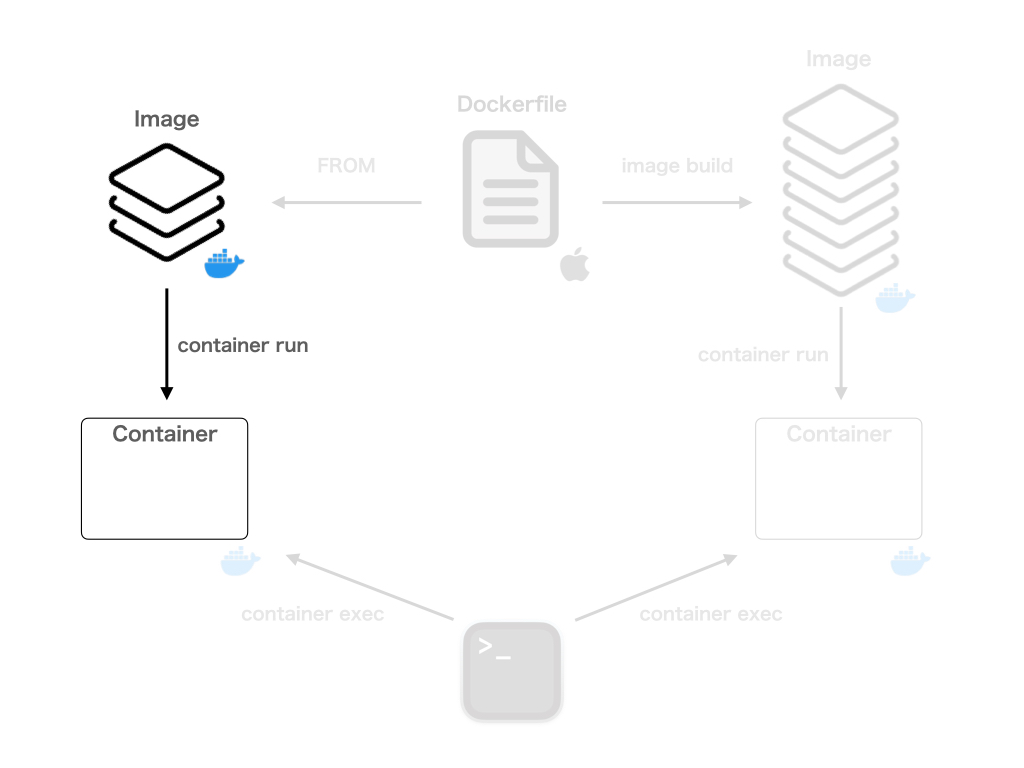 Image
Dockerfile
Image
FROM
image build
container run
container run
Container
Container
container exec
container exec
>_